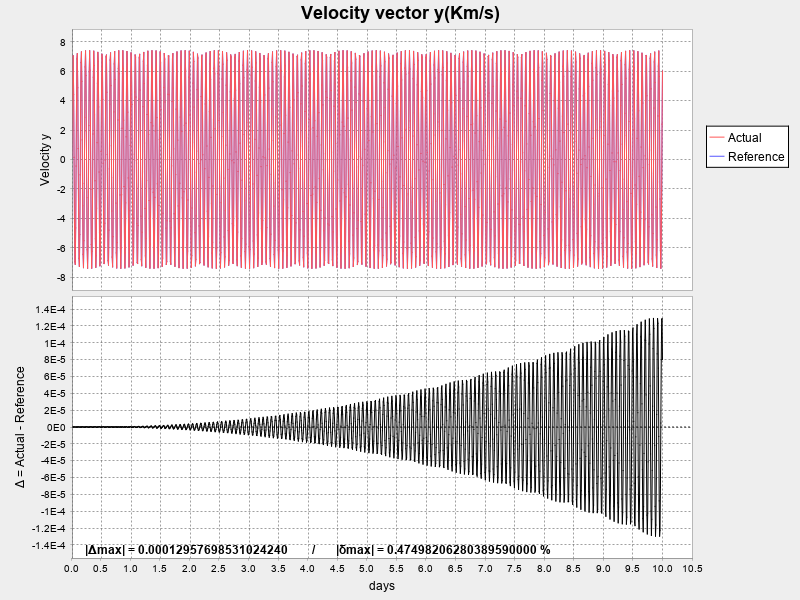 Velocity vector y(Km/s)
Velocity y
8
6
4
2
0
-2
-4
-6
-8
Actual
Reference
Δ = Actual - Reference
1.4E-4
1.2E-4
1E-4
8E-5
6E-5
4E-5
2E-5
0E0
-2E-5
-4E-5
-6E-5
-8E-5
-1E-4
-1.2E-4
-1.4E-4
|Δmax| = 0.00012957698531024240 / |δmax| = 0.47498206280389590000 %
0.0 0.5 1.0 1.5 2.0 2.5 3.0 3.5 4.0 4.5 5.0 5.5 6.0 6.5 7.0 7.5 8.0 8.5 9.0 9.5 10.0 10.5
days